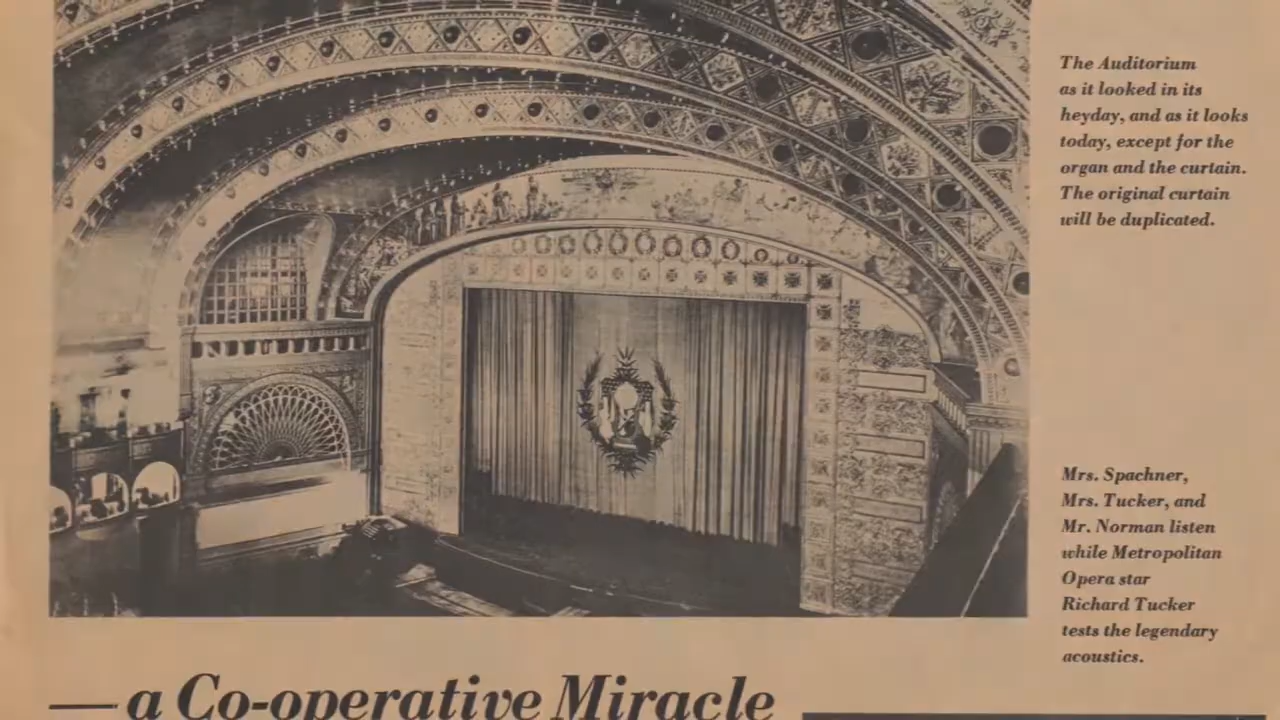 The Auditorium
as it looked in its
heyday, and as it looks
today, except for the
organ and the curtain.
The original curtain
will be duplicated.
Mrs. Spachner,
Mrs. Tucker, and
Mr. Norman listen
while Metropolitan
Opera star
Richard Tucker
tests the legendary
acoustics.
—a Co-operative Miracle